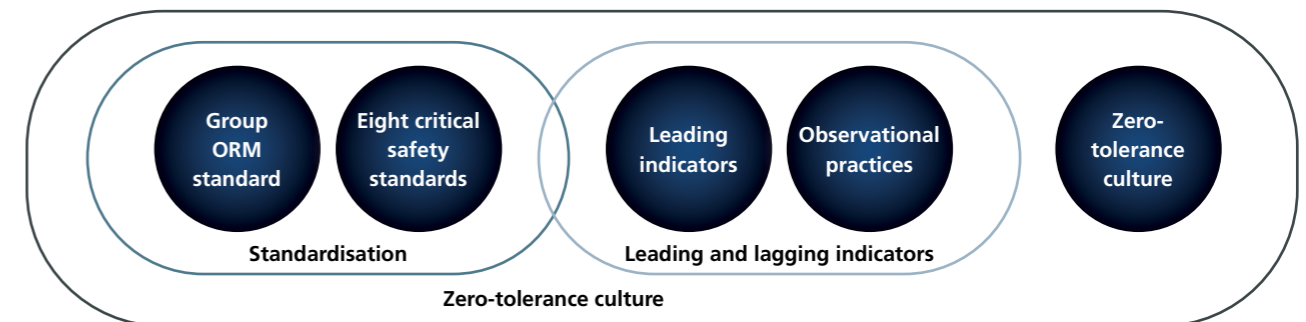 Group
ORM
standard
Eight critical
safety
standards
Leading
indicators
Observational
practices
Zero-
tolerance
culture
Standardisation
Leading and lagging indicators
Zero-tolerance culture